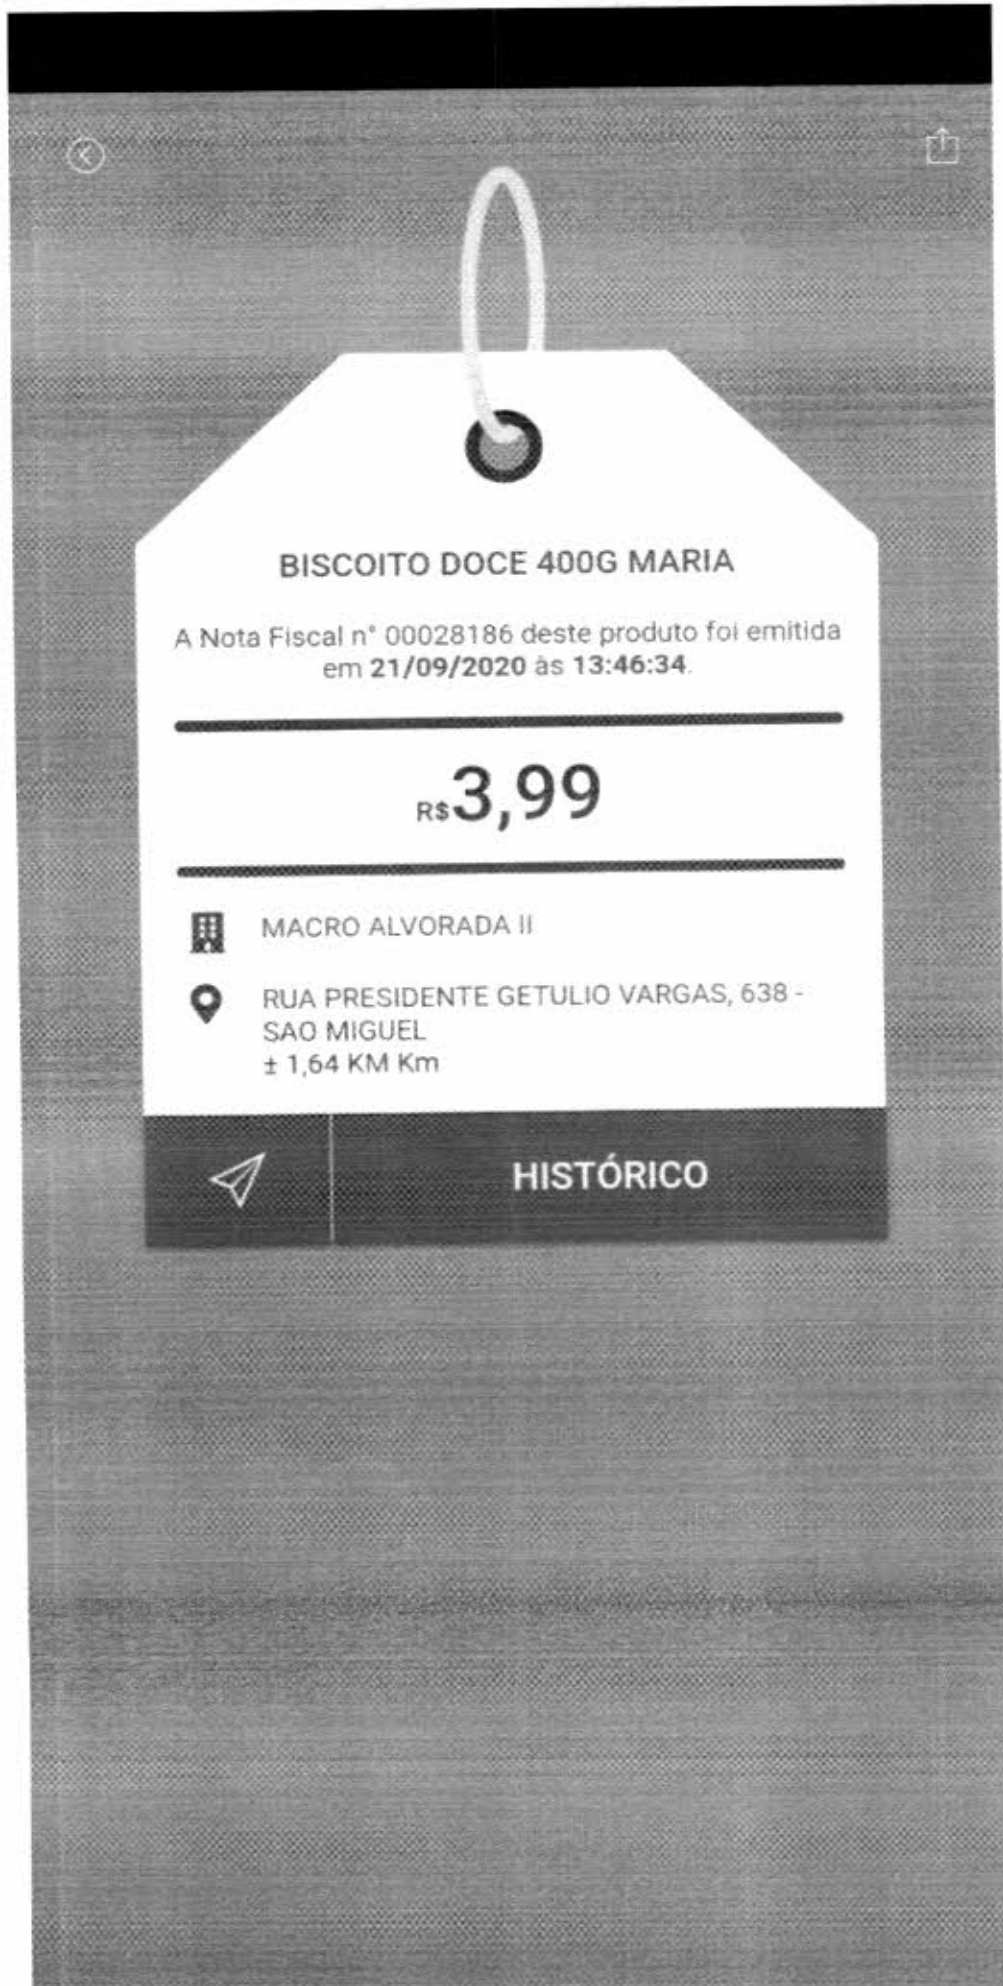 BISCOITO DOCE 400G MARIA
A Nota Fiscal n° 00028186 deste produto foi emitida
em 21/09/2020 às 13:46:34.
R$3,99
MACRO ALVORADA II
RUA PRESIDENTE GETULIO VARGAS, 638 -
SAO MIGUEL
± 1,64 KM Km
HISTÓRICO